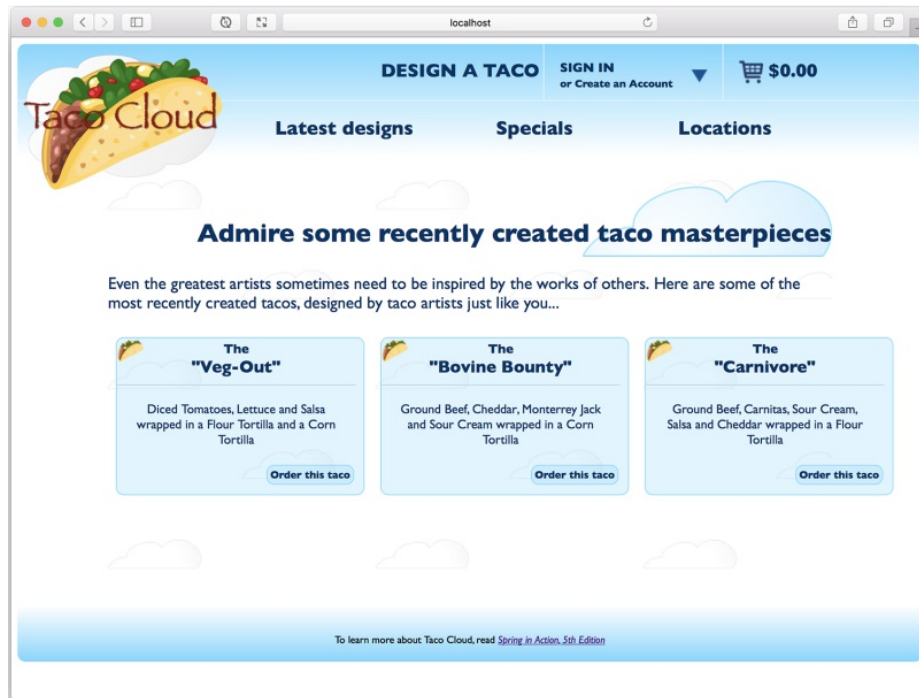 localhost
DESIGN A TACO
SIGN IN
or Create an Account
$0.00
Taco Cloud
Latest designs
Specials
Locations
Admire some recently created taco masterpieces
Even the greatest artists sometimes need to be inspired by the works of others. Here are some of the
most recently created tacos, designed by taco artists just like you...
The
"Veg-Out"
Diced Tomatoes, Lettuce and Salsa
wrapped in a Flour Tortilla and a Corn
Tortilla
Order this taco
The
"Bovine Bounty"
Ground Beef, Cheddar, Monterrey Jack
and Sour Cream wrapped in a Corn
Tortilla
Order this taco
The
"Carnivore"
Ground Beef, Carnitas, Sour Cream,
Salsa and Cheddar wrapped in a Flour
Tortilla
Order this taco
To learn more about Taco Cloud, read Spring in Action, 5th Edition